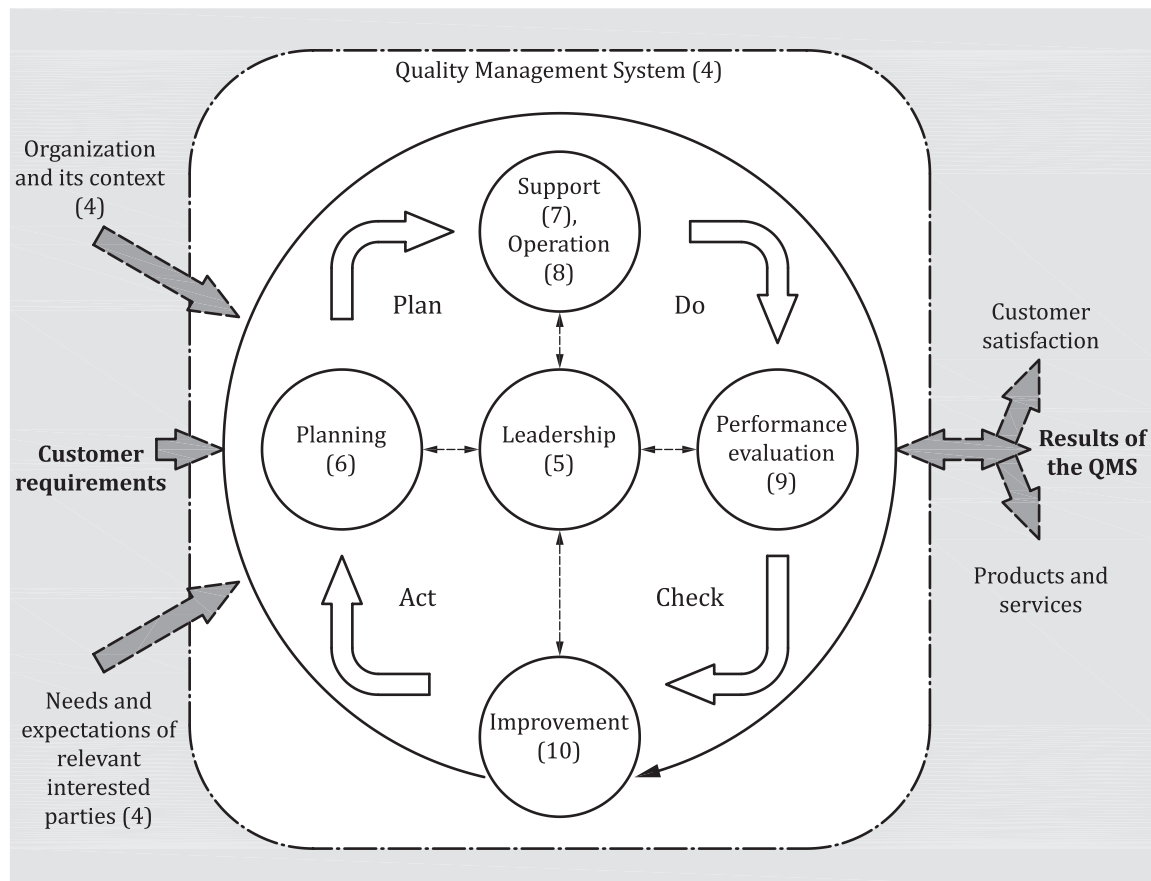 Quality Management System (4)
Organization
and its context
(4)
Support
(7),
Operation
(8)
Plan
Do
Customer
satisfaction
Planning
(6)
Leadership
(5)
Performance
evaluation
(9)
Customer
requirements
Results of
the QMS
Act
Check
Products and
services
Needs and
expectations of
relevant
interested
parties (4)
Improvement
(10)